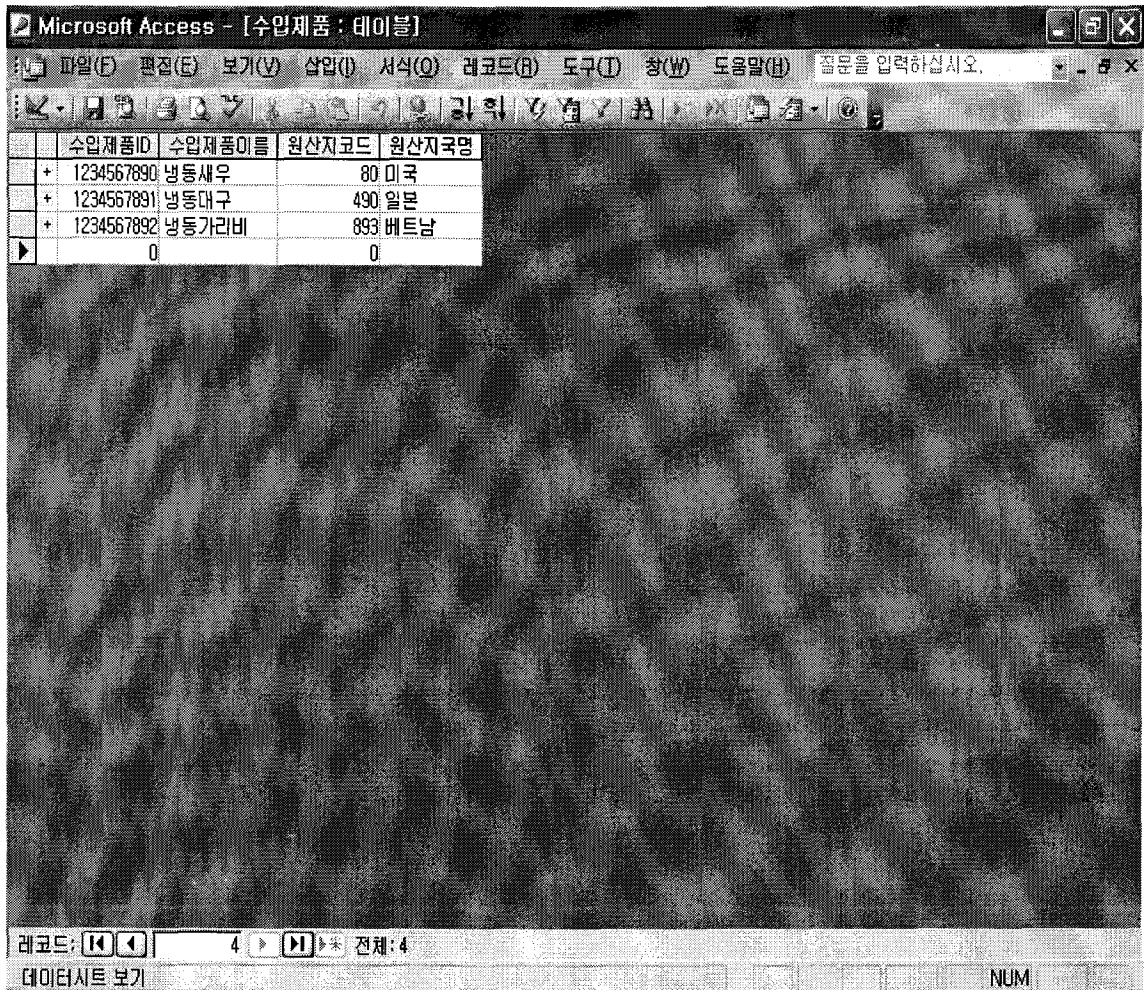 Microsoft Access - [수입제품 : 테이블]
파일(F) 편집(E) 보기(V) 삽입(I) 서식(O) 레코드(R) 도구(T) 창(W) 도움말(H) 질문을 입력하십시오.
수입제품ID 수입제품이름 원산지코드 원산지국명
+ 1234567890 냉동새우 80 미국
+ 1234567891 냉동대구 490 일본
+ 1234567892 냉동가리비 893 베트남
0 0
레코드: 4 전체: 4
데이터시트 보기 NUM